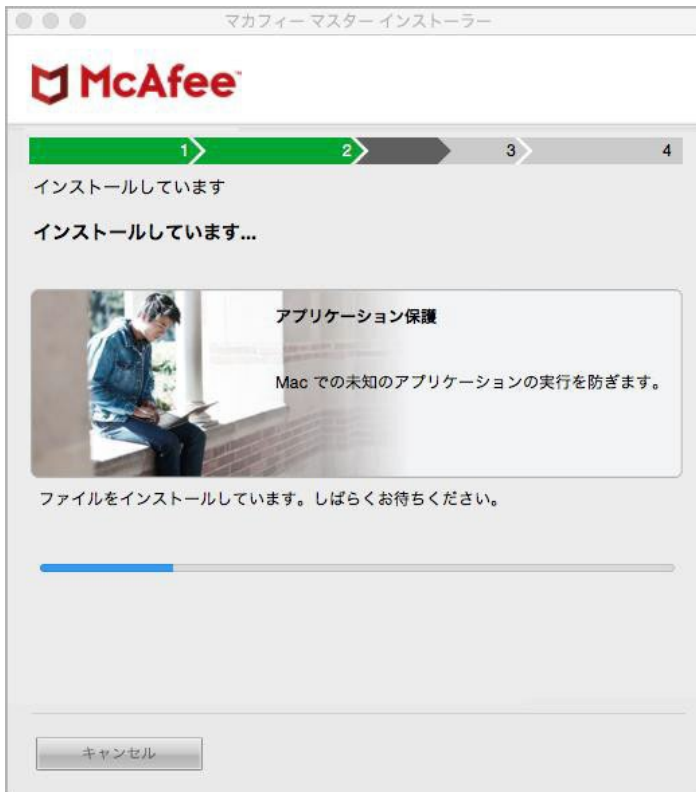 マカフィー マスター インストーラー
McAfee™
1 2 3 4
インストールしています
インストールしています...
アプリケーション保護
Mac での未知のアプリケーションの実行を防ぎます。
ファイルをインストールしています。しばらくお待ちください。
キャンセル